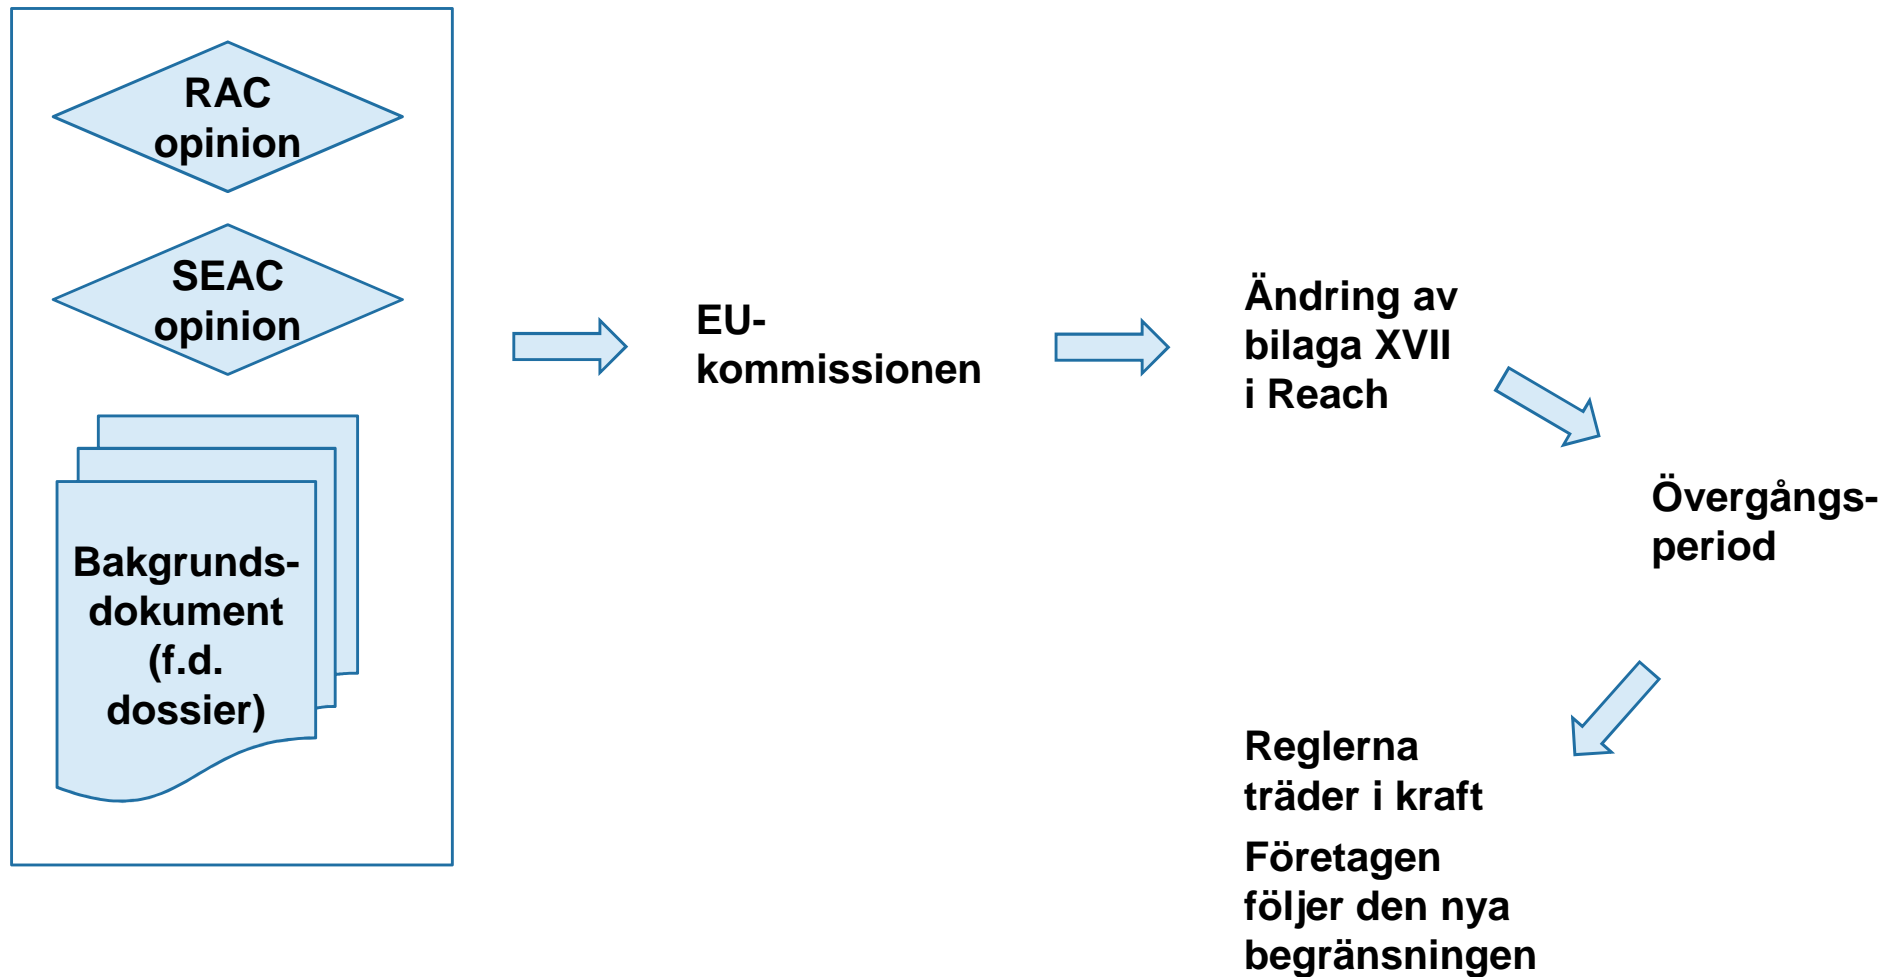 RAC
opinion
SEAC
opinion
Bakgrunds-
dokument
(f.d.
dossier)
EU-
kommissionen
Ändring av
bilaga XVII
i Reach
Övergångs-
period
Reglerna
träder i kraft
Företagen
följer den nya
begränsningen